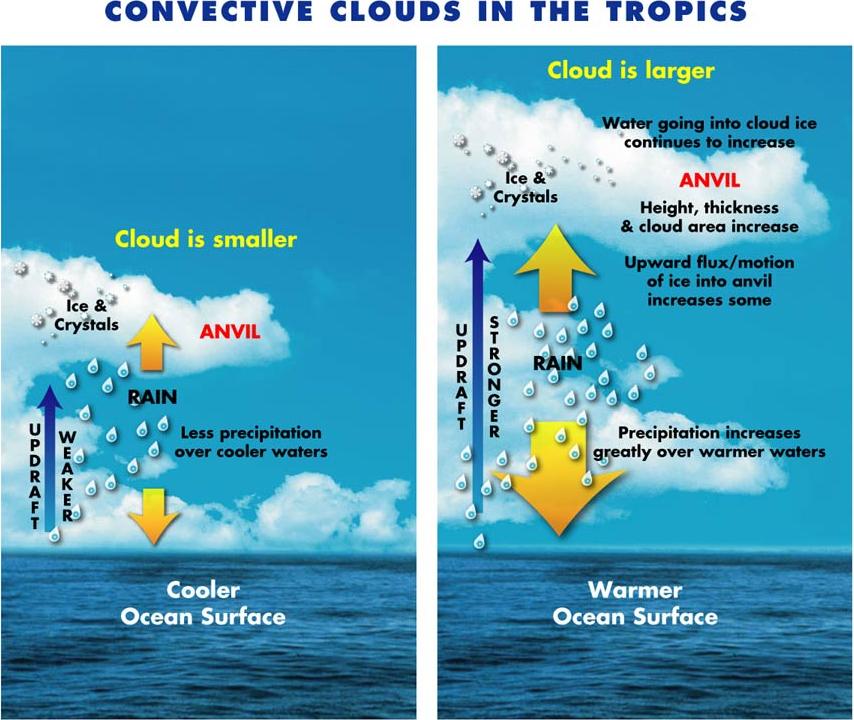 CONVECTIVE CLOUDS IN THE TROPICS
Cloud is smaller
Ice &
Crystals
ANVIL
RAIN
UPDRAFT
WEAKER
Less precipitation
over cooler waters
Cooler
Ocean Surface
Cloud is larger
Water going into cloud ice
continues to increase
Ice &
Crystals
ANVIL
Height, thickness
& cloud area increase
Upward flux/motion
of ice into anvil
increases some
UPDRAFT
STRONGER
RAIN
Precipitation increases
greatly over warmer waters
Warmer
Ocean Surface